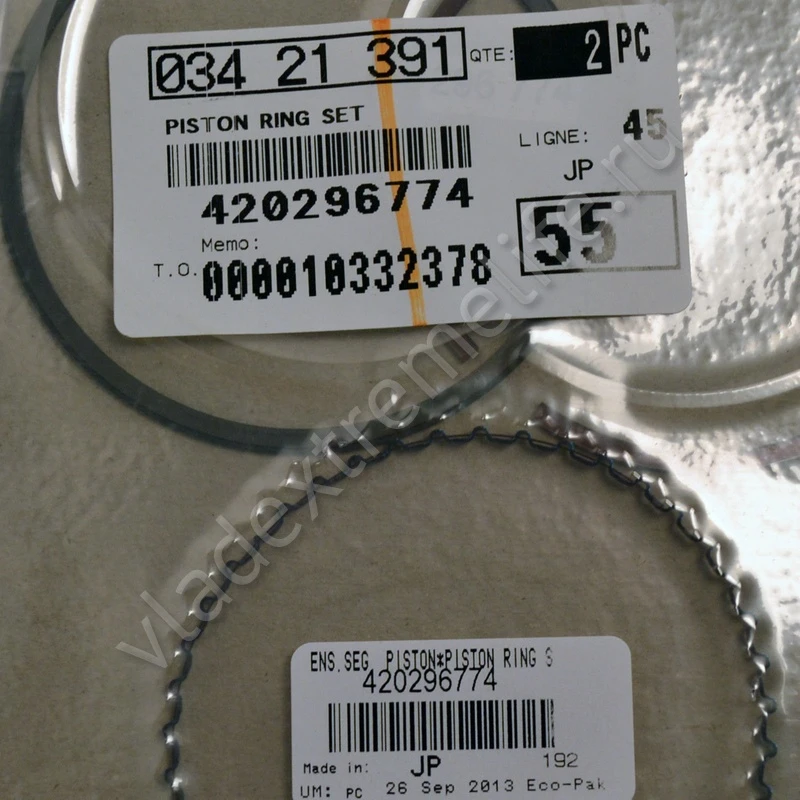 034 21 391 QTE: 2 PC
PISTON RING SET
LIGNE: 45
JP
420296774
55
Memo:
T.O. 000010332378
vladextremelife.ru
ENS.SEG PISTON*PISTON RING S
420296774
Made in: JP 192
UM: PC 26 Sep 2013 Eco-Pak